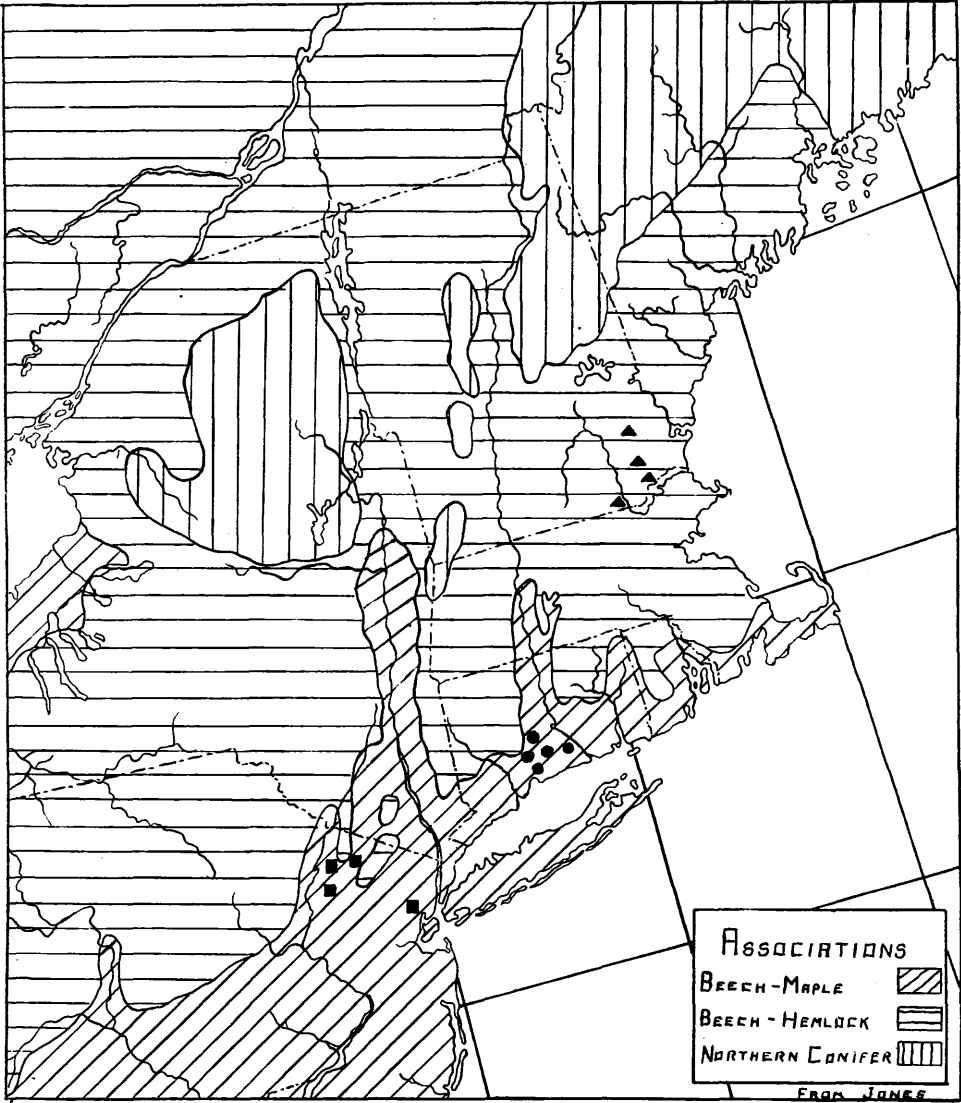 ASSOCIATIONS
BEECH-MAPLE
BEECH-HEMLOCK
NORTHERN CONIFER
FROM JONES